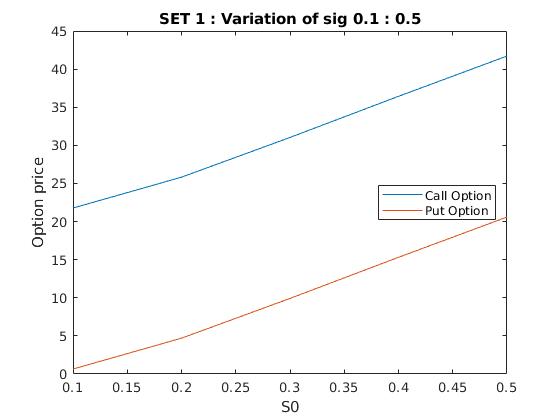 SET 1 : Variation of sig 0.1 : 0.5
45
40
35
30
25
20
15
10
5
0
Option price
Call Option
Put Option
0.1 0.15 0.2 0.25 0.3 0.35 0.4 0.45 0.5
S0